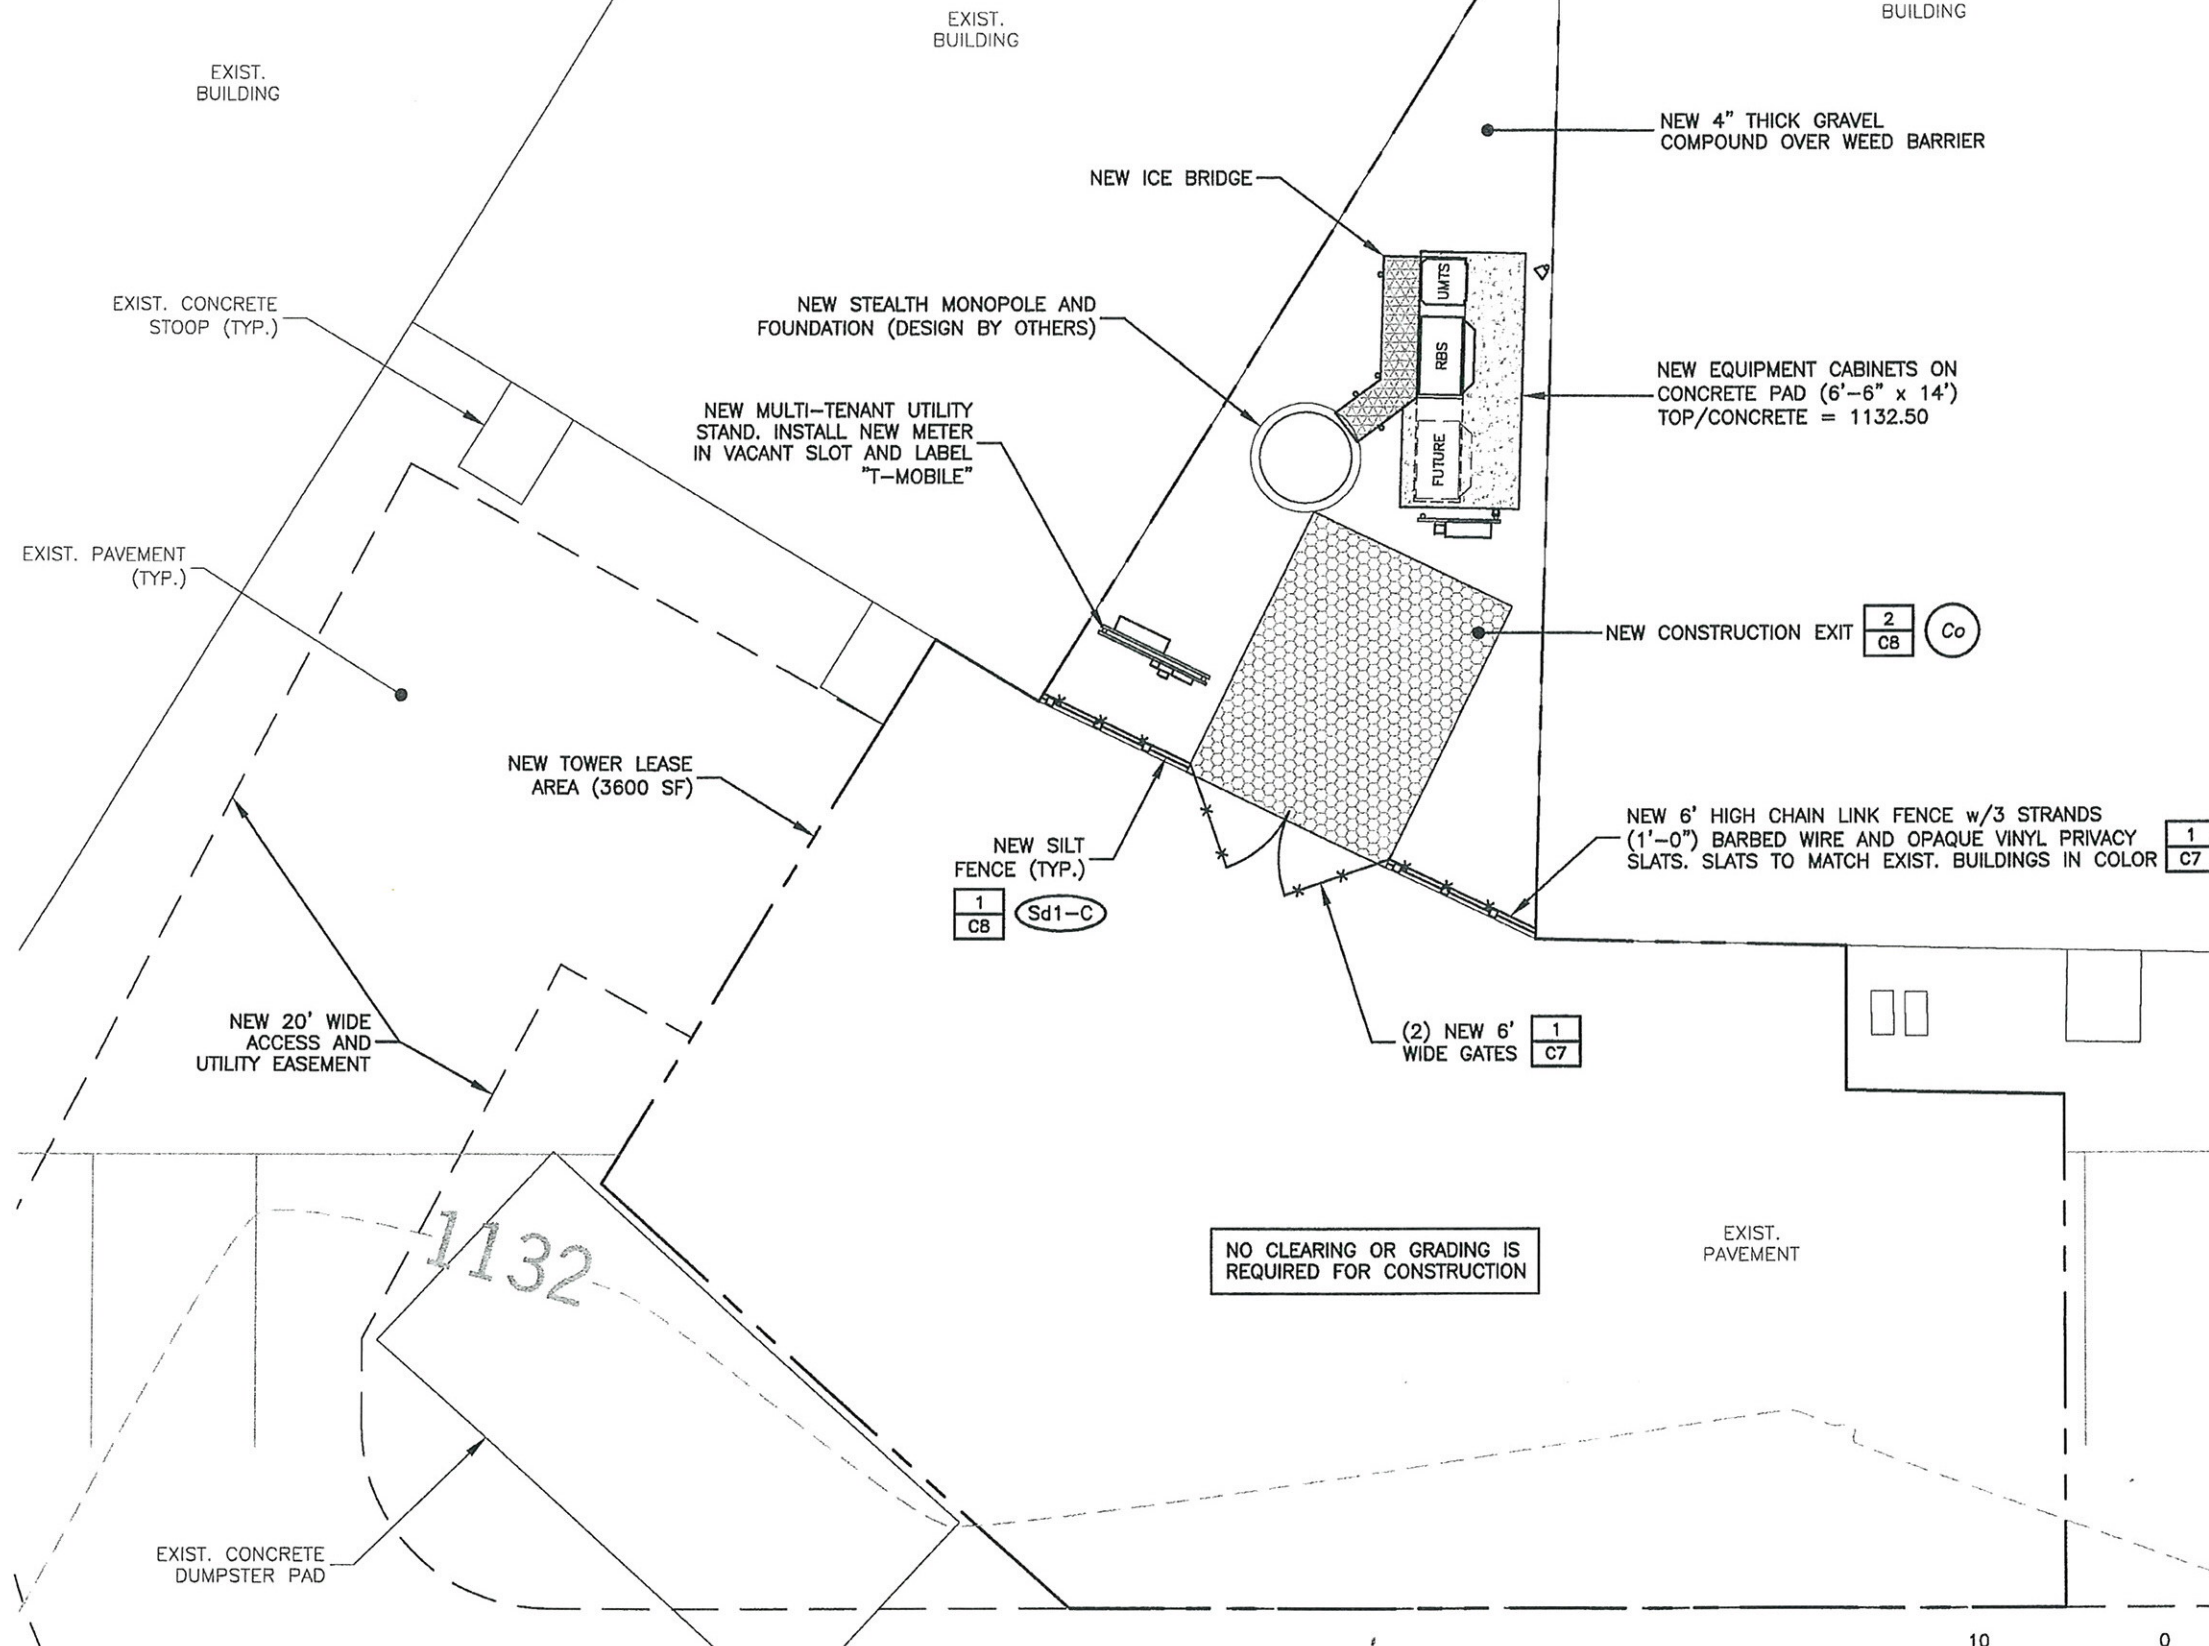 EXIST.
BUILDING
EXIST.
BUILDING
BUILDING
NEW 4" THICK GRAVEL
COMPOUND OVER WEED BARRIER
NEW ICE BRIDGE
EXIST. CONCRETE
STOOP (TYP.)
NEW STEALTH MONOPOLE AND
FOUNDATION (DESIGN BY OTHERS)
UMTS
RBS
FUTURE
NEW EQUIPMENT CABINETS ON
CONCRETE PAD (6'-6" x 14')
TOP/CONCRETE = 1132.50
NEW MULTI-TENANT UTILITY
STAND. INSTALL NEW METER
IN VACANT SLOT AND LABEL
"T-MOBILE"
EXIST. PAVEMENT
(TYP.)
NEW CONSTRUCTION EXIT
2
C8
Co
NEW TOWER LEASE
AREA (3600 SF)
NEW SILT
FENCE (TYP.)
1
C8
Sd1-C
NEW 6' HIGH CHAIN LINK FENCE w/3 STRANDS
(1'-0") BARBED WIRE AND OPAQUE VINYL PRIVACY
SLATS. SLATS TO MATCH EXIST. BUILDINGS IN COLOR
1
C7
NEW 20' WIDE
ACCESS AND
UTILITY EASEMENT
(2) NEW 6'
WIDE GATES
1
C7
1132
NO CLEARING OR GRADING IS
REQUIRED FOR CONSTRUCTION
EXIST.
PAVEMENT
EXIST. CONCRETE
DUMPSTER PAD
10 0